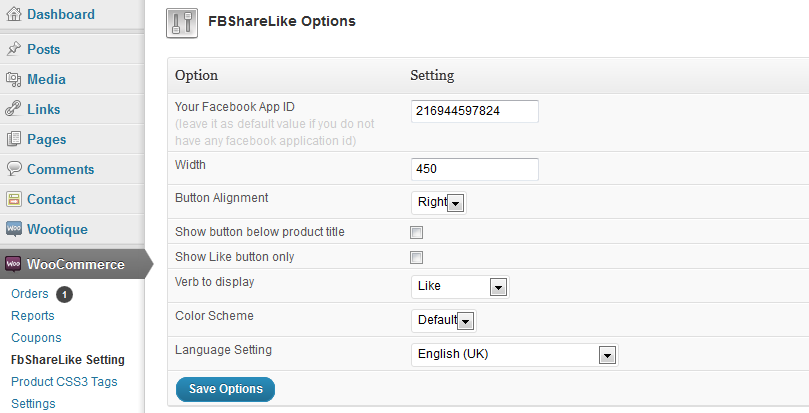 Dashboard
Posts
Media
Links
Pages
Comments
Contact
Woo Wootique
Woo WooCommerce
Orders 1
Reports
Coupons
FbShareLike Setting
Product CSS3 Tags
Settings
FBShareLike Options
Option Setting
Your Facebook App ID 216944597824
(leave it as default value if you do not
have any facebook application id)
Width 450
Button Alignment Right
Show button below product title
Show Like button only
Verb to display Like
Color Scheme Default
Language Setting English (UK)
Save Options